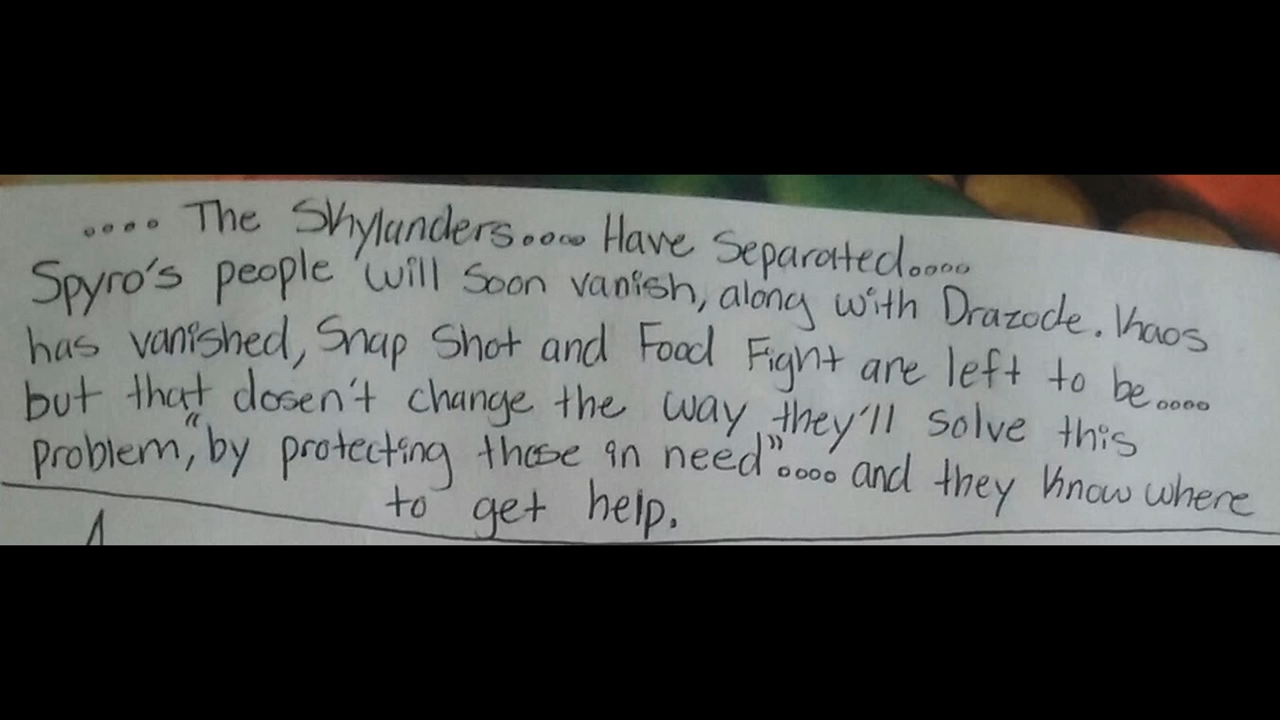 .... The Skylanders.... Have Separated....
Spyro's people will soon vanish, along with Drazode. Kaos
has vanished, Snap Shot and Food Fight are left to be....
but that dosen't change the way they'll solve this
problem, "by protecting those in need".... and they know where
to get help.